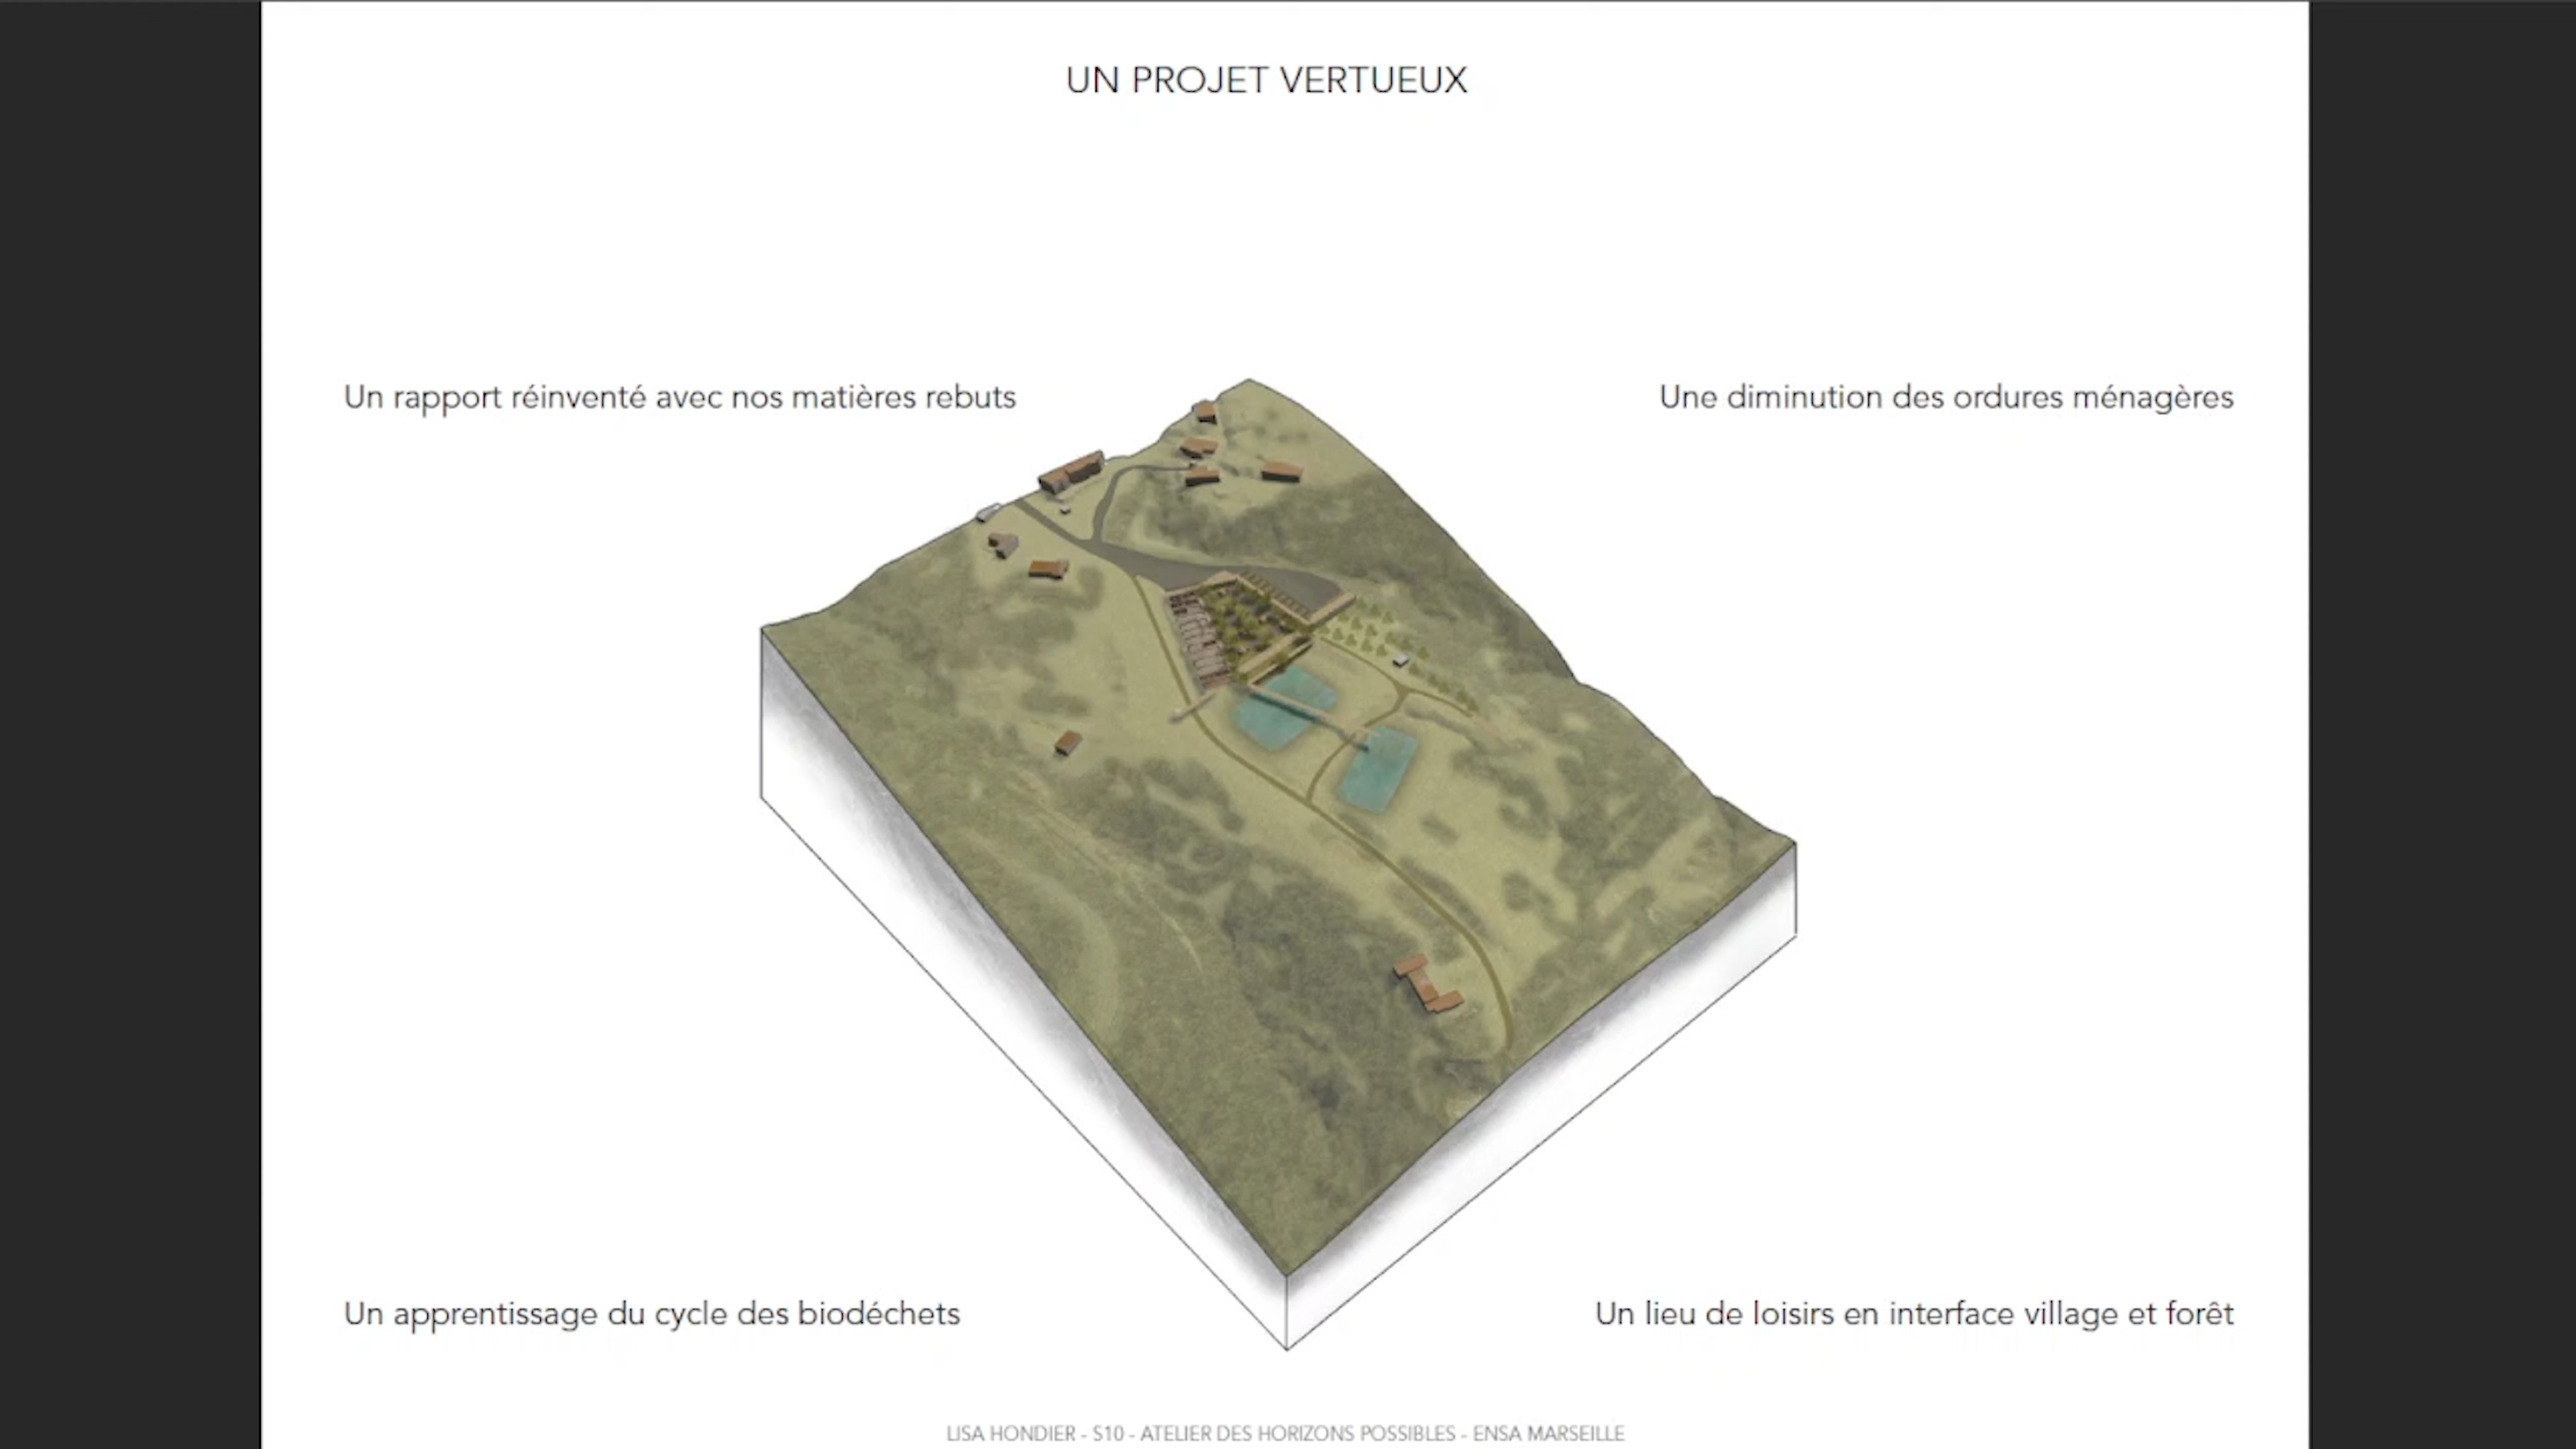 UN PROJET VERTUEUX
Un rapport réinventé avec nos matières rebuts
Une diminution des ordures ménagères
Un apprentissage du cycle des biodéchets
Un lieu de loisirs en interface village et forêt
LISA HONDIER - S10 - ATELIER DES HORIZONS POSSIBLES - ENSA MARSEILLE